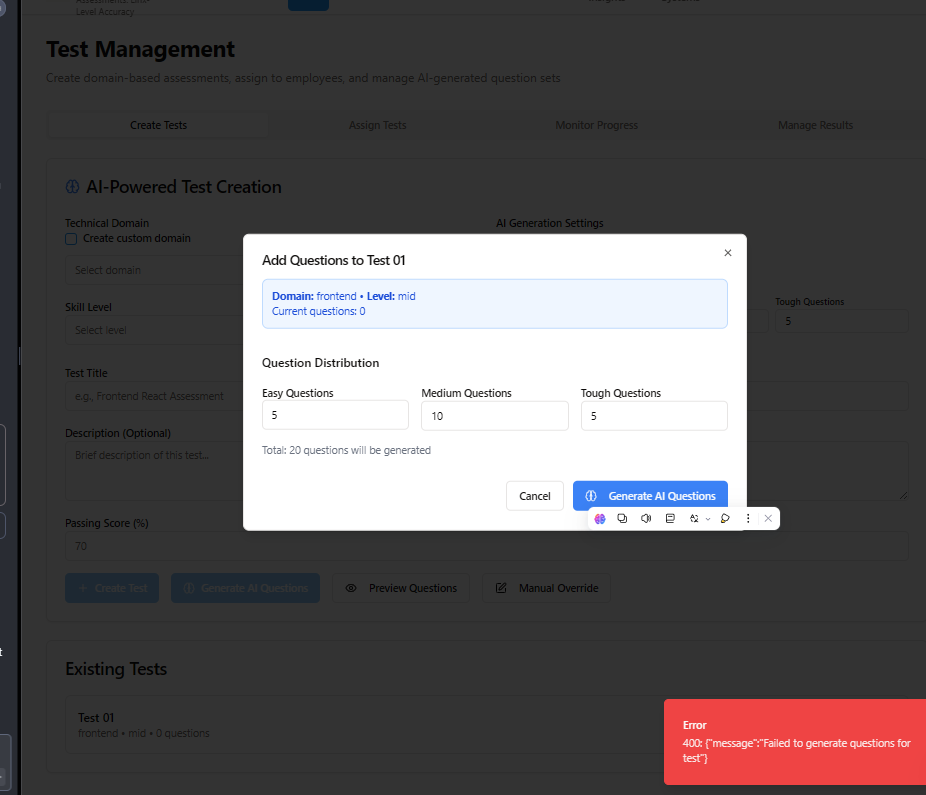 Level Accuracy
Test Management
Create domain-based assessments, assign to employees, and manage AI-generated question sets
Create Tests
Assign Tests
Monitor Progress
Manage Results
AI-Powered Test Creation
Technical Domain
Create custom domain
Select domain
Skill Level
Select level
Test Title
e.g., Frontend React Assessment
Description (Optional)
Brief description of this test...
Passing Score (%)
70
AI Generation Settings
Tough Questions
5
Add Questions to Test 01
Domain: frontend • Level: mid
Current questions: 0
Question Distribution
Easy Questions
5
Medium Questions
10
Tough Questions
5
Total: 20 questions will be generated
Cancel
Generate AI Questions
+ Create Test
Generate AI Questions
Preview Questions
Manual Override
Existing Tests
Test 01
frontend • mid • 0 questions
Error
400: {"message":"Failed to generate questions for
test"}